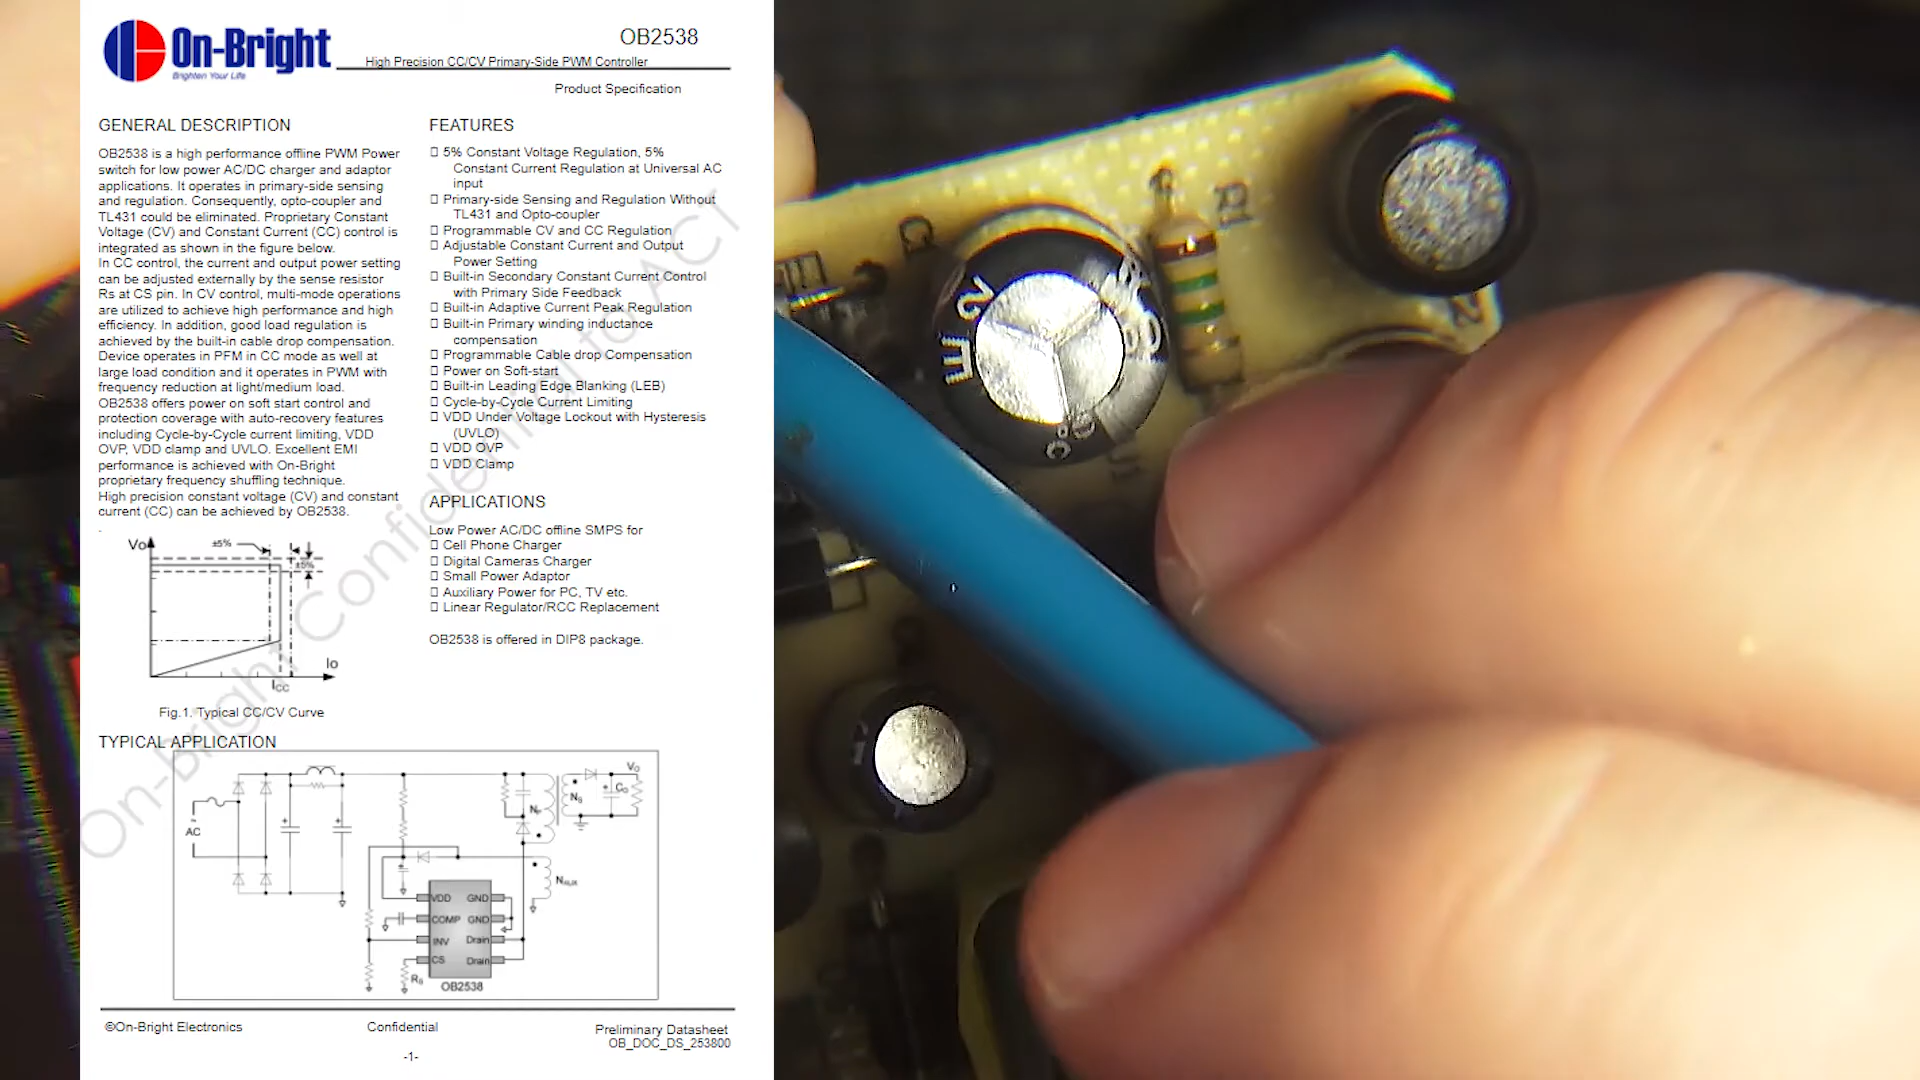 On-Bright
Brighten Your Life
OB2538
High Precision CC/CV Primary-Side PWM Controller
Product Specification
GENERAL DESCRIPTION
OB2538 is a high performance offline PWM Power
switch for low power AC/DC charger and adaptor
applications. It operates in primary-side sensing
and regulation. Consequently, opto-coupler and
TL431 could be eliminated. Proprietary Constant
Voltage (CV) and Constant Current (CC) control is
integrated as shown in the figure below.
In CC control, the current and output power setting
can be adjusted externally by the sense resistor
Rs at CS pin. In CV control, multi-mode operations
are utilized to achieve high performance and high
efficiency. In addition, good load regulation is
achieved by the built-in cable drop compensation.
Device operates in PFM in CC mode as well at
large load condition and it operates in PWM with
frequency reduction at light/medium load.
OB2538 offers power on soft start control and
protection coverage with auto-recovery features
including Cycle-by-Cycle current limiting, VDD
OVP, VDD clamp and UVLO. Excellent EMI
performance is achieved with On-Bright
proprietary frequency shuffling technique.
High precision constant voltage (CV) and constant
current (CC) can be achieved by OB2538.
.
Vo
±5%
±5%
Io
ICC
Fig.1. Typical CC/CV Curve
FEATURES
5% Constant Voltage Regulation, 5%
Constant Current Regulation at Universal AC
input
Primary-side Sensing and Regulation Without
TL431 and Opto-coupler
Programmable CV and CC Regulation
Adjustable Constant Current and Output
Power Setting
Built-in Secondary Constant Current Control
with Primary Side Feedback
Built-in Adaptive Current Peak Regulation
Built-in Primary winding inductance
compensation
Programmable Cable drop Compensation
Power on Soft-start
Built-in Leading Edge Blanking (LEB)
Cycle-by-Cycle Current Limiting
VDD Under Voltage Lockout with Hysteresis
(UVLO)
VDD OVP
VDD Clamp
APPLICATIONS
Low Power AC/DC offline SMPS for
Cell Phone Charger
Digital Cameras Charger
Small Power Adaptor
Auxiliary Power for PC, TV etc.
Linear Regulator/RCC Replacement
OB2538 is offered in DIP8 package.
TYPICAL APPLICATION
AC
NP
NS
CO
VO
NAUX
VDD GND
COMP GND
INV Drain
CS Drain
RS
OB2538
©On-Bright Electronics
Confidential
Preliminary Datasheet
OB_DOC_DS_253800
-1-
On-bright Confidential to ACT
R1